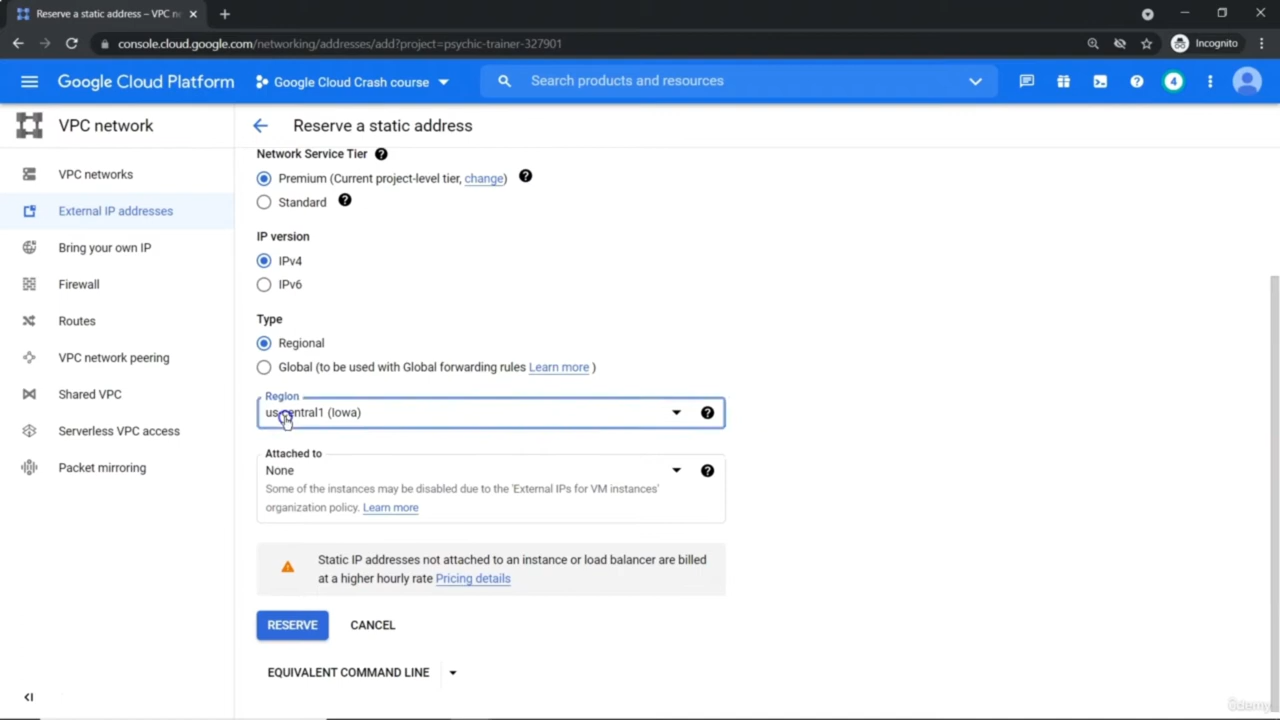 Reserve a static address – VPC ne
console.cloud.google.com/networking/addresses/add?project=psychic-trainer-327901
Incognito
Google Cloud Platform
Google Cloud Crash course
Search products and resources
4
VPC network
Reserve a static address
VPC networks
External IP addresses
Bring your own IP
Firewall
Routes
VPC network peering
Shared VPC
Serverless VPC access
Packet mirroring
Network Service Tier
Premium (Current project-level tier, change)
Standard
IP version
IPv4
IPv6
Type
Regional
Global (to be used with Global forwarding rules Learn more )
Region
us-central1 (Iowa)
Attached to
None
Some of the instances may be disabled due to the 'External IPs for VM instances'
organization policy. Learn more
Static IP addresses not attached to an instance or load balancer are billed
at a higher hourly rate Pricing details
RESERVE
CANCEL
EQUIVALENT COMMAND LINE
ûdemy